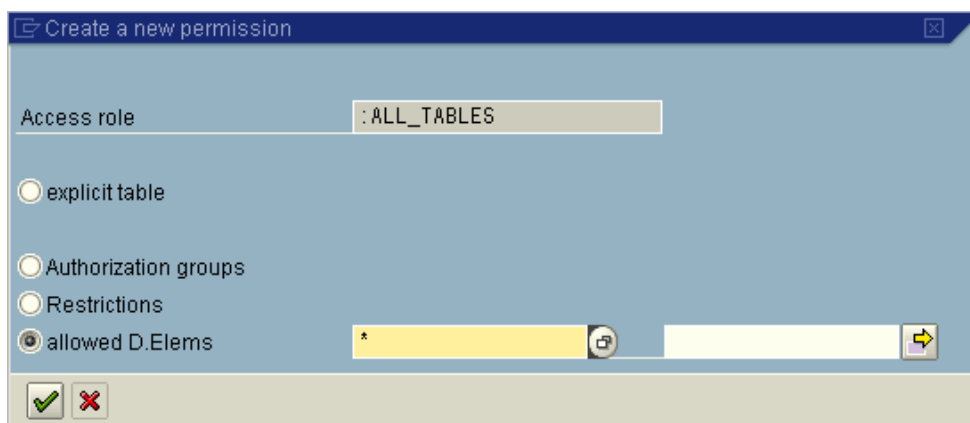 Create a new permission
Access role :ALL_TABLES
explicit table
Authorization groups
Restrictions
allowed D.Elems *